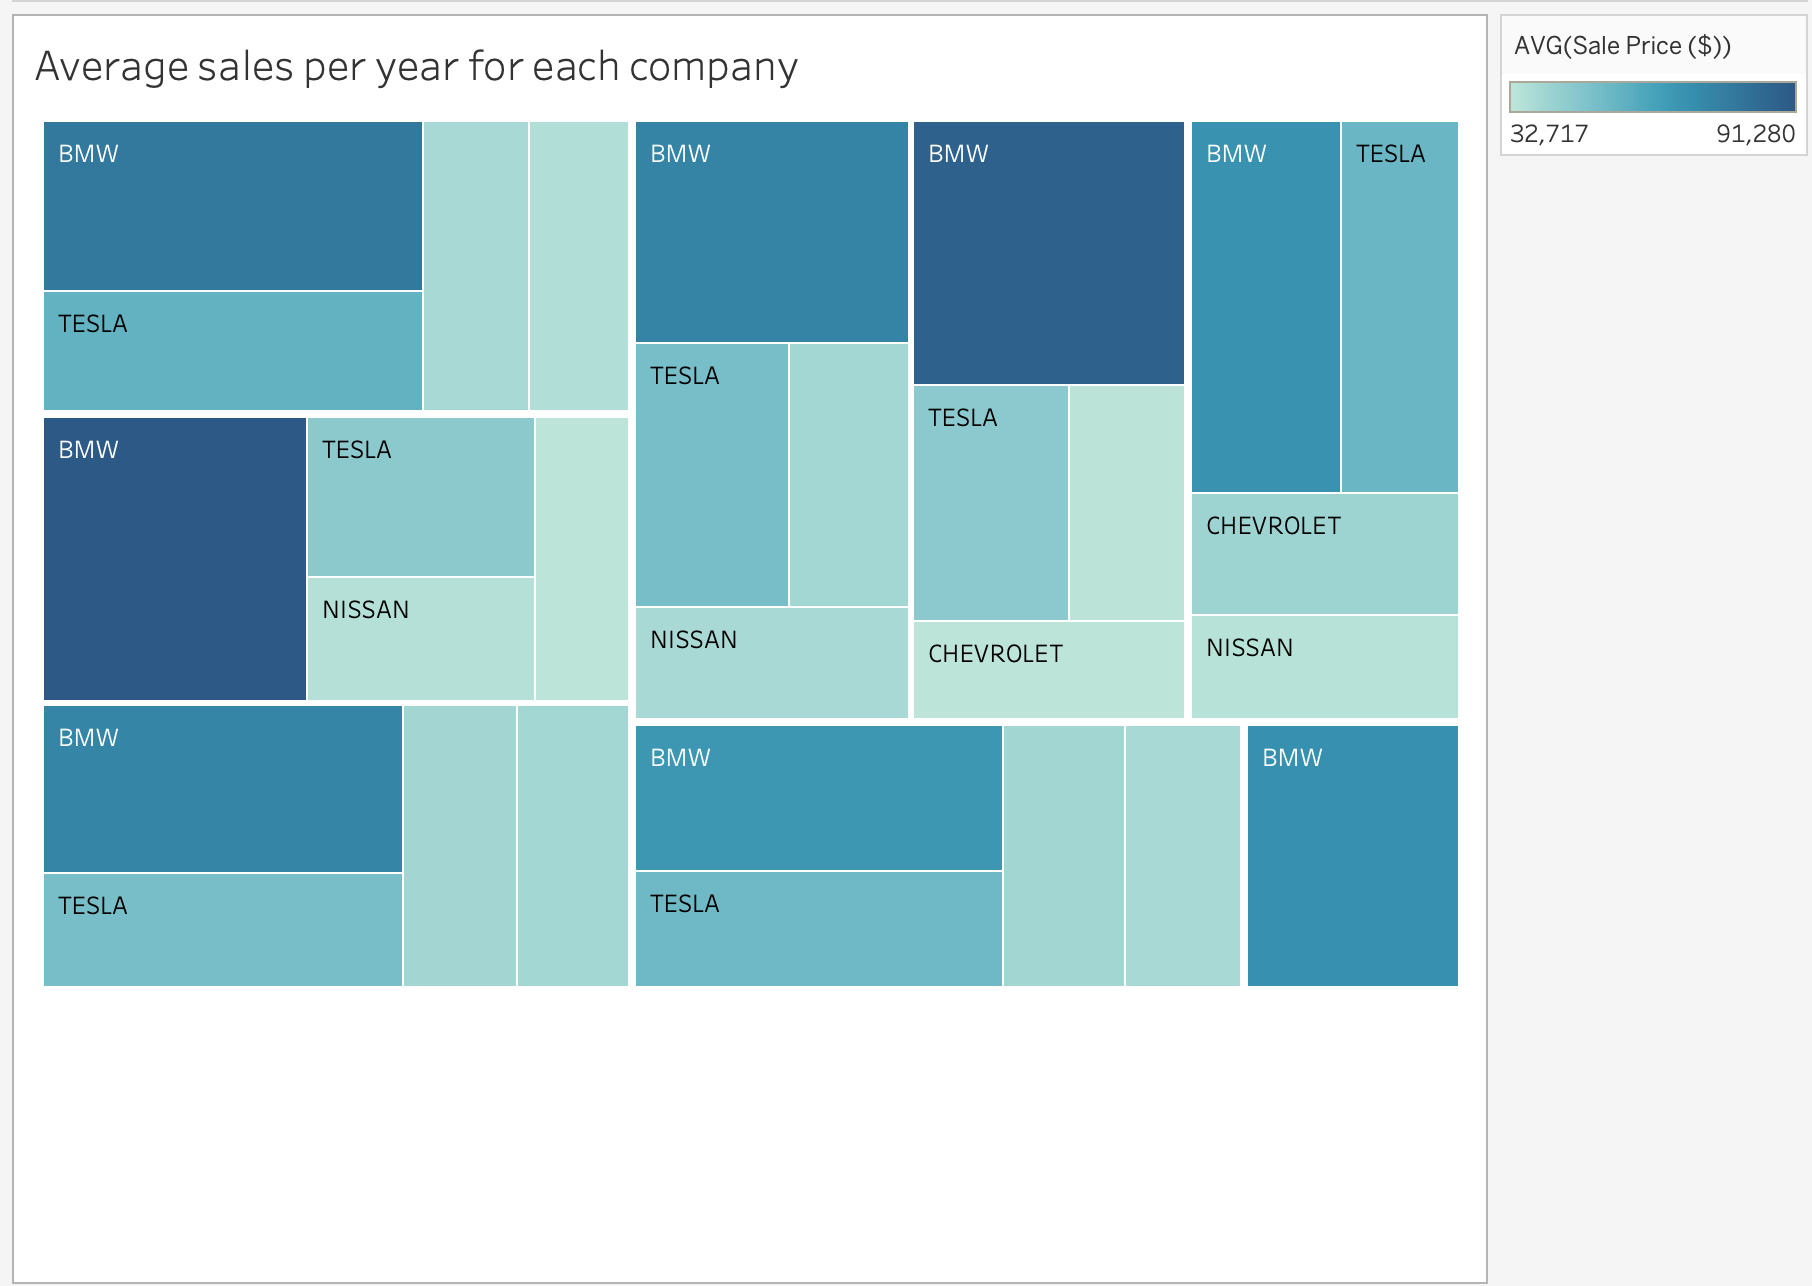 Average sales per year for each company
AVG(Sale Price ($))
32,717 91,280
BMW
TESLA
BMW
TESLA
NISSAN
BMW
TESLA
BMW
TESLA
NISSAN
BMW
TESLA
CHEVROLET
BMW
TESLA
CHEVROLET
NISSAN
BMW
TESLA
BMW